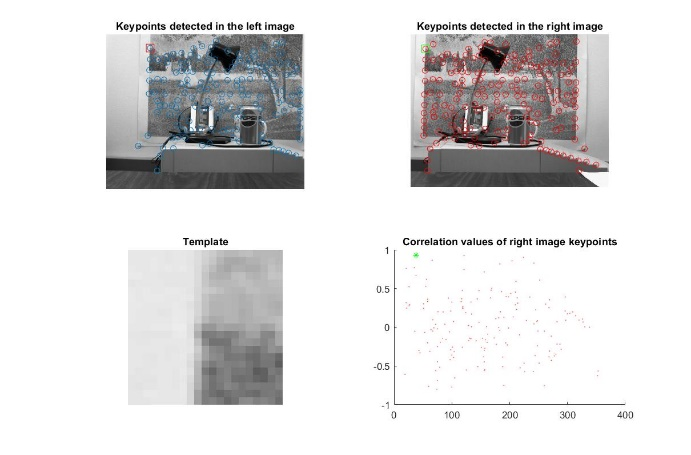 Keypoints detected in the left image
Keypoints detected in the right image
Template
Correlation values of right image keypoints
1
0.5
0
-0.5
-1
0
100
200
300
400